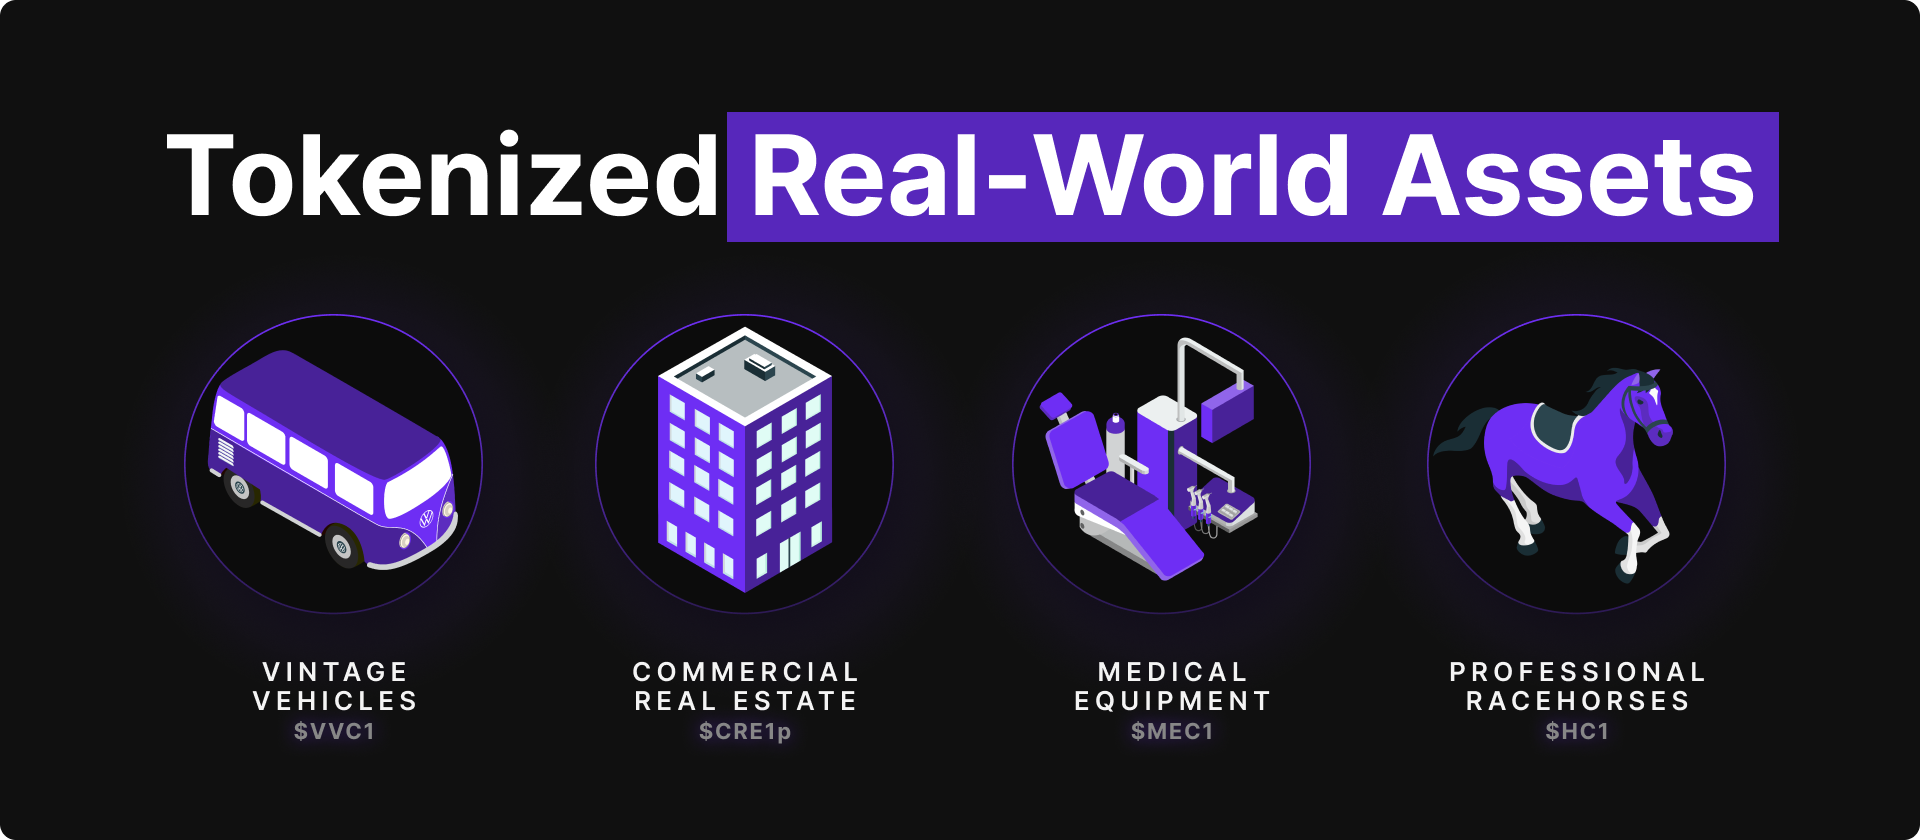 Tokenized Real-World Assets
VINTAGE
VEHICLES
$VVC1
COMMERCIAL
REAL ESTATE
$CRE1p
MEDICAL
EQUIPMENT
$MEC1
PROFESSIONAL
RACEHORSES
$HC1